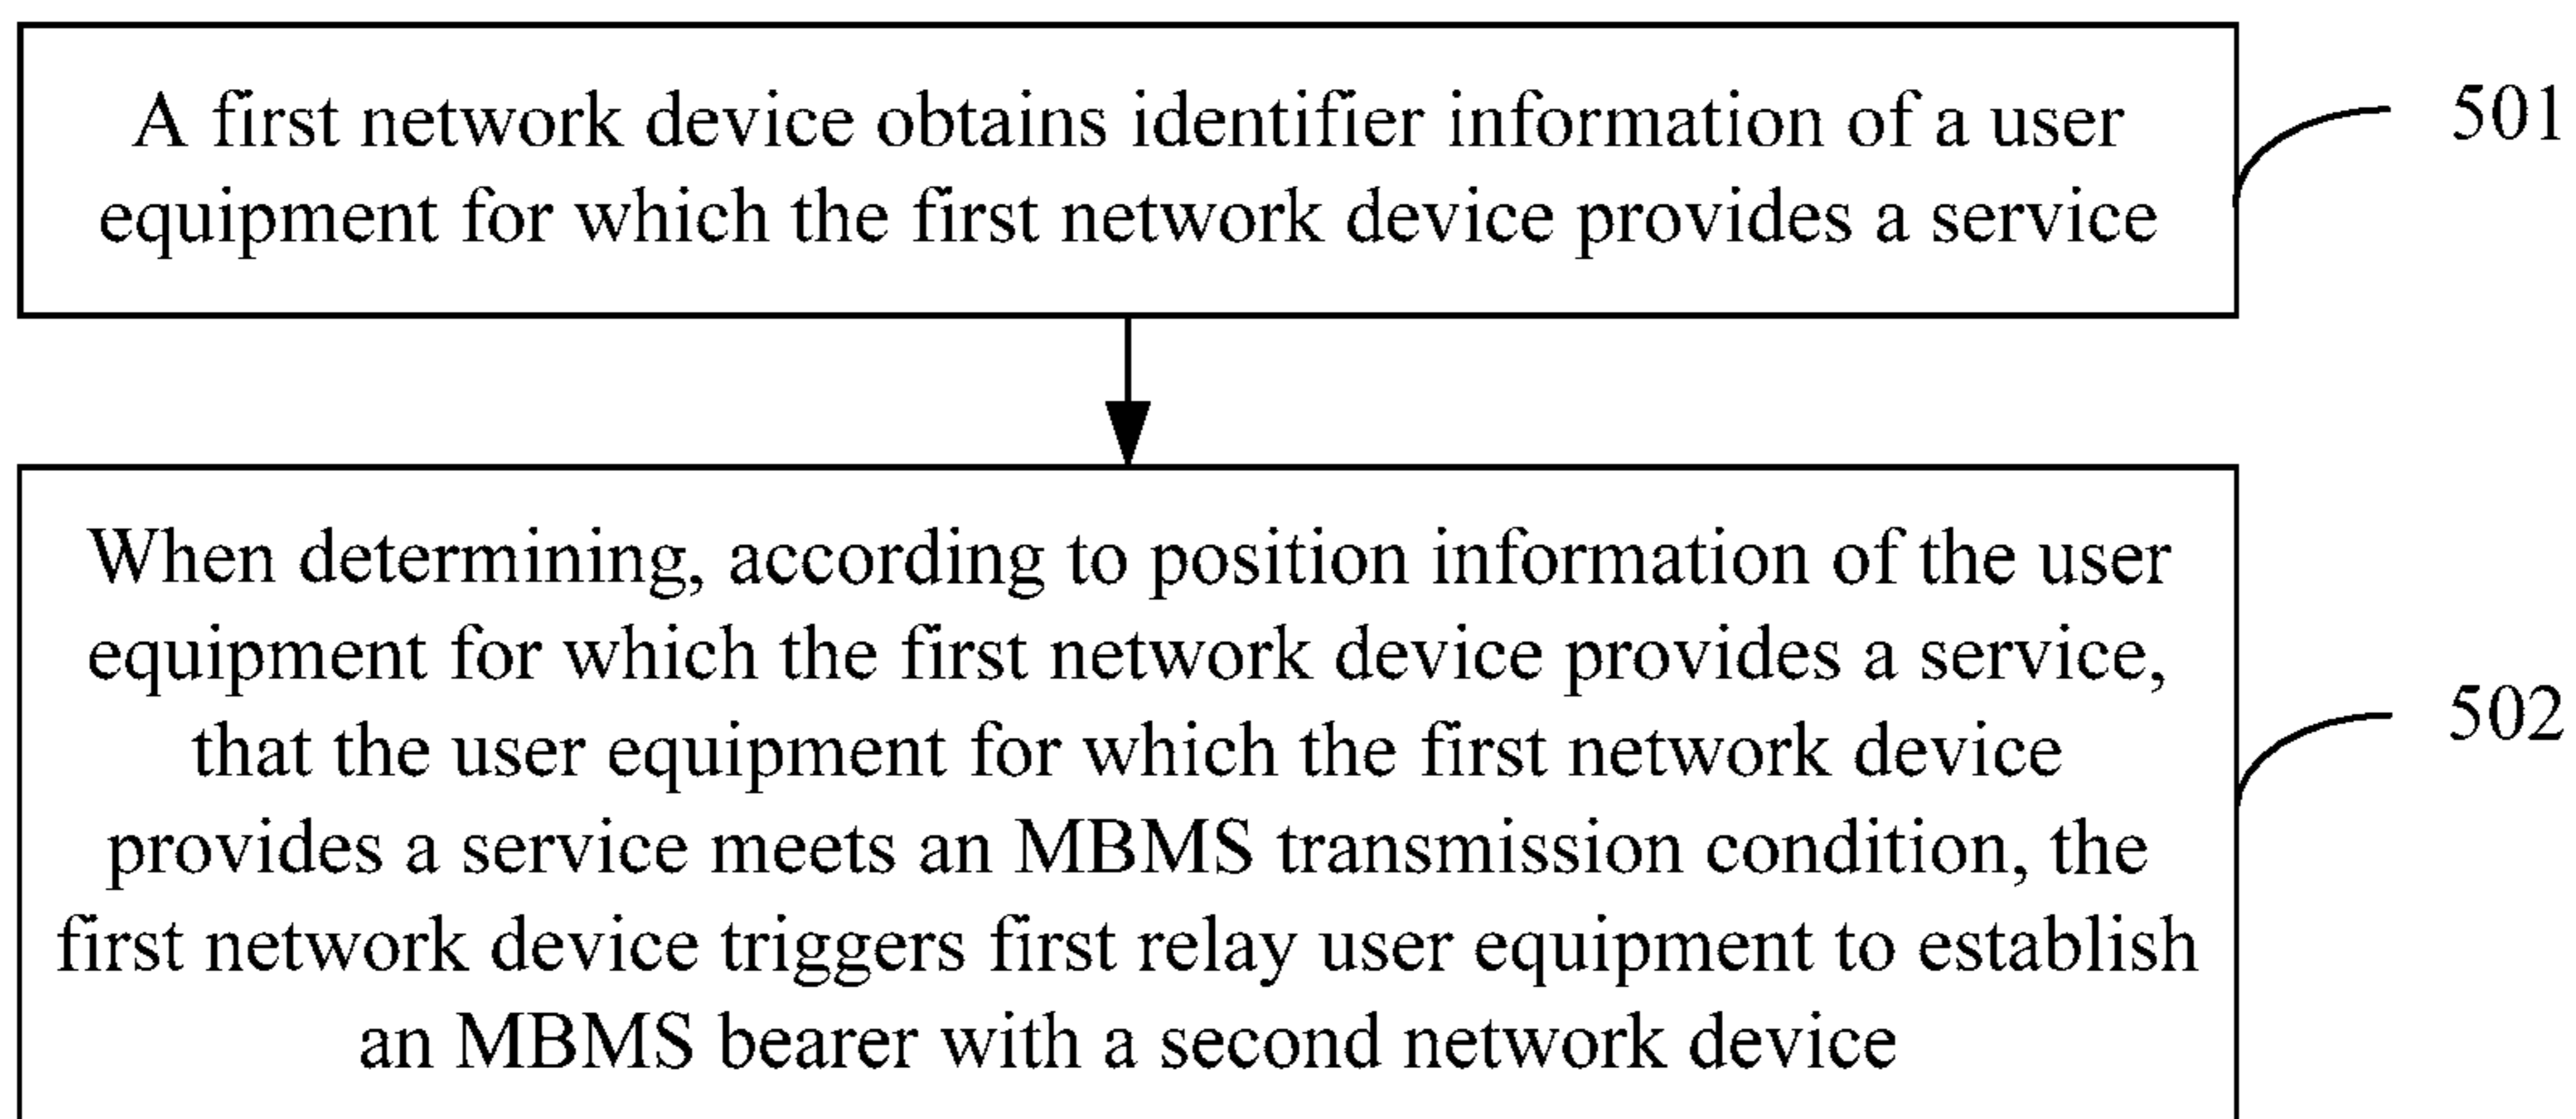 A first network device obtains identifier information of a user
equipment for which the first network device provides a service
501
When determining, according to position information of the user
equipment for which the first network device provides a service,
that the user equipment for which the first network device
provides a service meets an MBMS transmission condition, the
first network device triggers first relay user equipment to establish
an MBMS bearer with a second network device
502